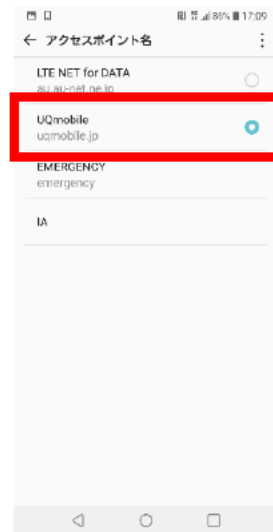 86% 17:09
← アクセスポイント名
LTE NET for DATA
au.au-net.ne.jp
UQmobile
uqmobile.jp
EMERGENCY
emergency
IA